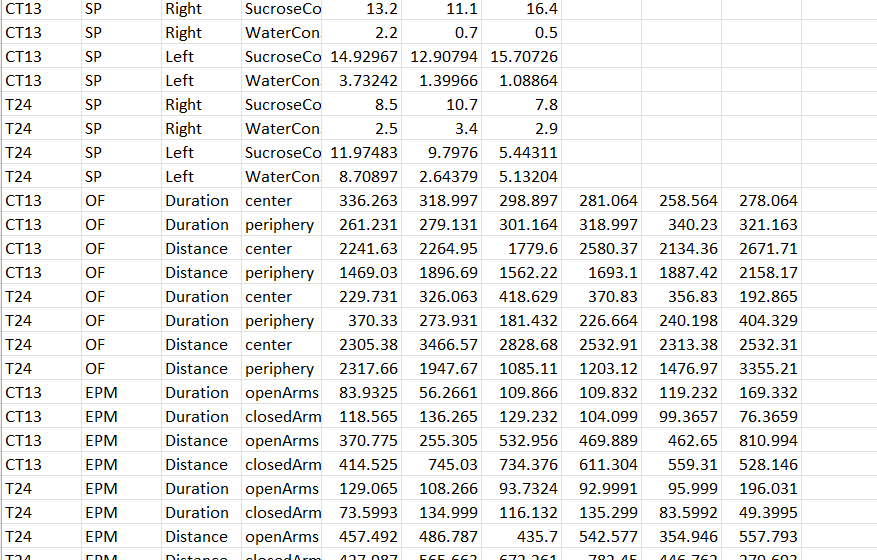 CT13 SP Right SucroseCo 13.2 11.1 16.4
CT13 SP Right WaterCon 2.2 0.7 0.5
CT13 SP Left SucroseCo 14.92967 12.90794 15.70726
CT13 SP Left WaterCon 3.73242 1.39966 1.08864
T24 SP Right SucroseCo 8.5 10.7 7.8
T24 SP Right WaterCon 2.5 3.4 2.9
T24 SP Left SucroseCo 11.97483 9.7976 5.44311
T24 SP Left WaterCon 8.70897 2.64379 5.13204
CT13 OF Duration center 336.263 318.997 298.897 281.064 258.564 278.064
CT13 OF Duration periphery 261.231 279.131 301.164 318.997 340.23 321.163
CT13 OF Distance center 2241.63 2264.95 1779.6 2580.37 2134.36 2671.71
CT13 OF Distance periphery 1469.03 1896.69 1562.22 1693.1 1887.42 2158.17
T24 OF Duration center 229.731 326.063 418.629 370.83 356.83 192.865
T24 OF Duration periphery 370.33 273.931 181.432 226.664 240.198 404.329
T24 OF Distance center 2305.38 3466.57 2828.68 2532.91 2313.38 2532.31
T24 OF Distance periphery 2317.66 1947.67 1085.11 1203.12 1476.97 3355.21
CT13 EPM Duration openArms 83.9325 56.2661 109.866 109.832 119.232 169.332
CT13 EPM Duration closedArm 118.565 136.265 129.232 104.099 99.3657 76.3659
CT13 EPM Distance openArms 370.775 255.305 532.956 469.889 462.65 810.994
CT13 EPM Distance closedArm 414.525 745.03 734.376 611.304 559.31 528.146
T24 EPM Duration openArms 129.065 108.266 93.7324 92.9991 95.999 196.031
T24 EPM Duration closedArm 73.5993 134.999 116.132 135.299 83.5992 49.3995
T24 EPM Distance openArms 457.492 486.787 435.7 542.577 354.946 557.793
T24 EPM Distance closedArm